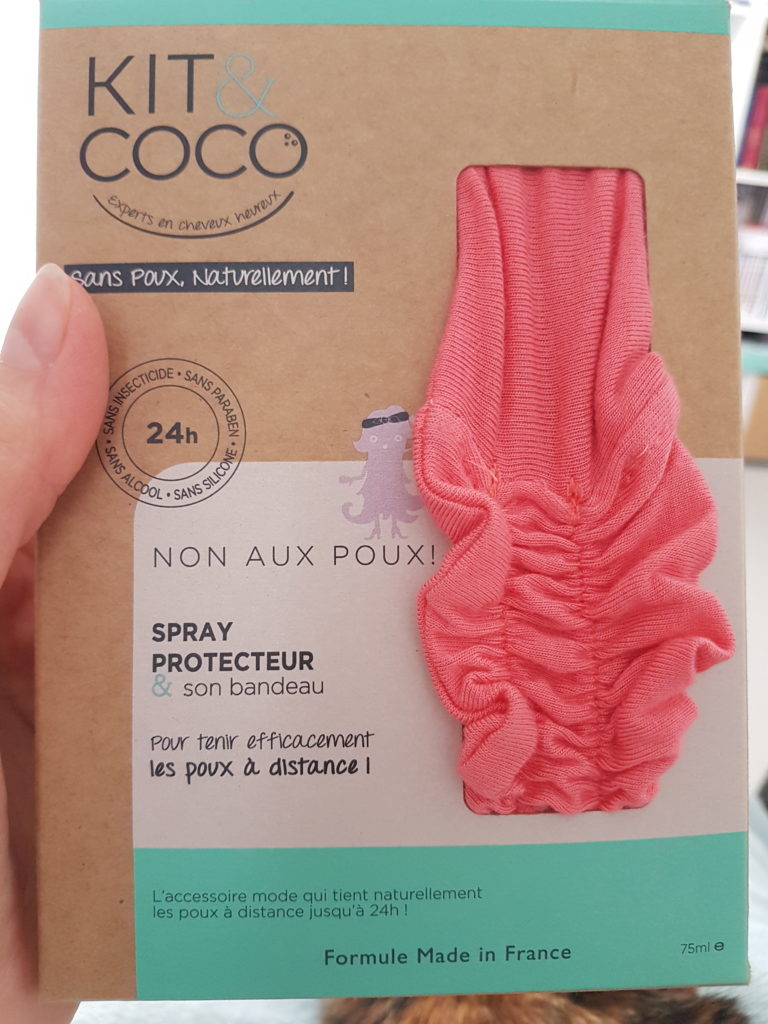 KIT&
COCO
Experts en cheveux heureux
Sans Poux, Naturellement !
SANS INSECTICIDE • SANS PARABEN • SANS SILICONE • SANS ALCOOL •
24h
NON AUX POUX!
SPRAY
PROTECTEUR
& son bandeau
Pour tenir efficacement
les poux à distance !
L'accessoire mode qui tient naturellement
les poux à distance jusqu'à 24h !
Formule Made in France
75ml ℮